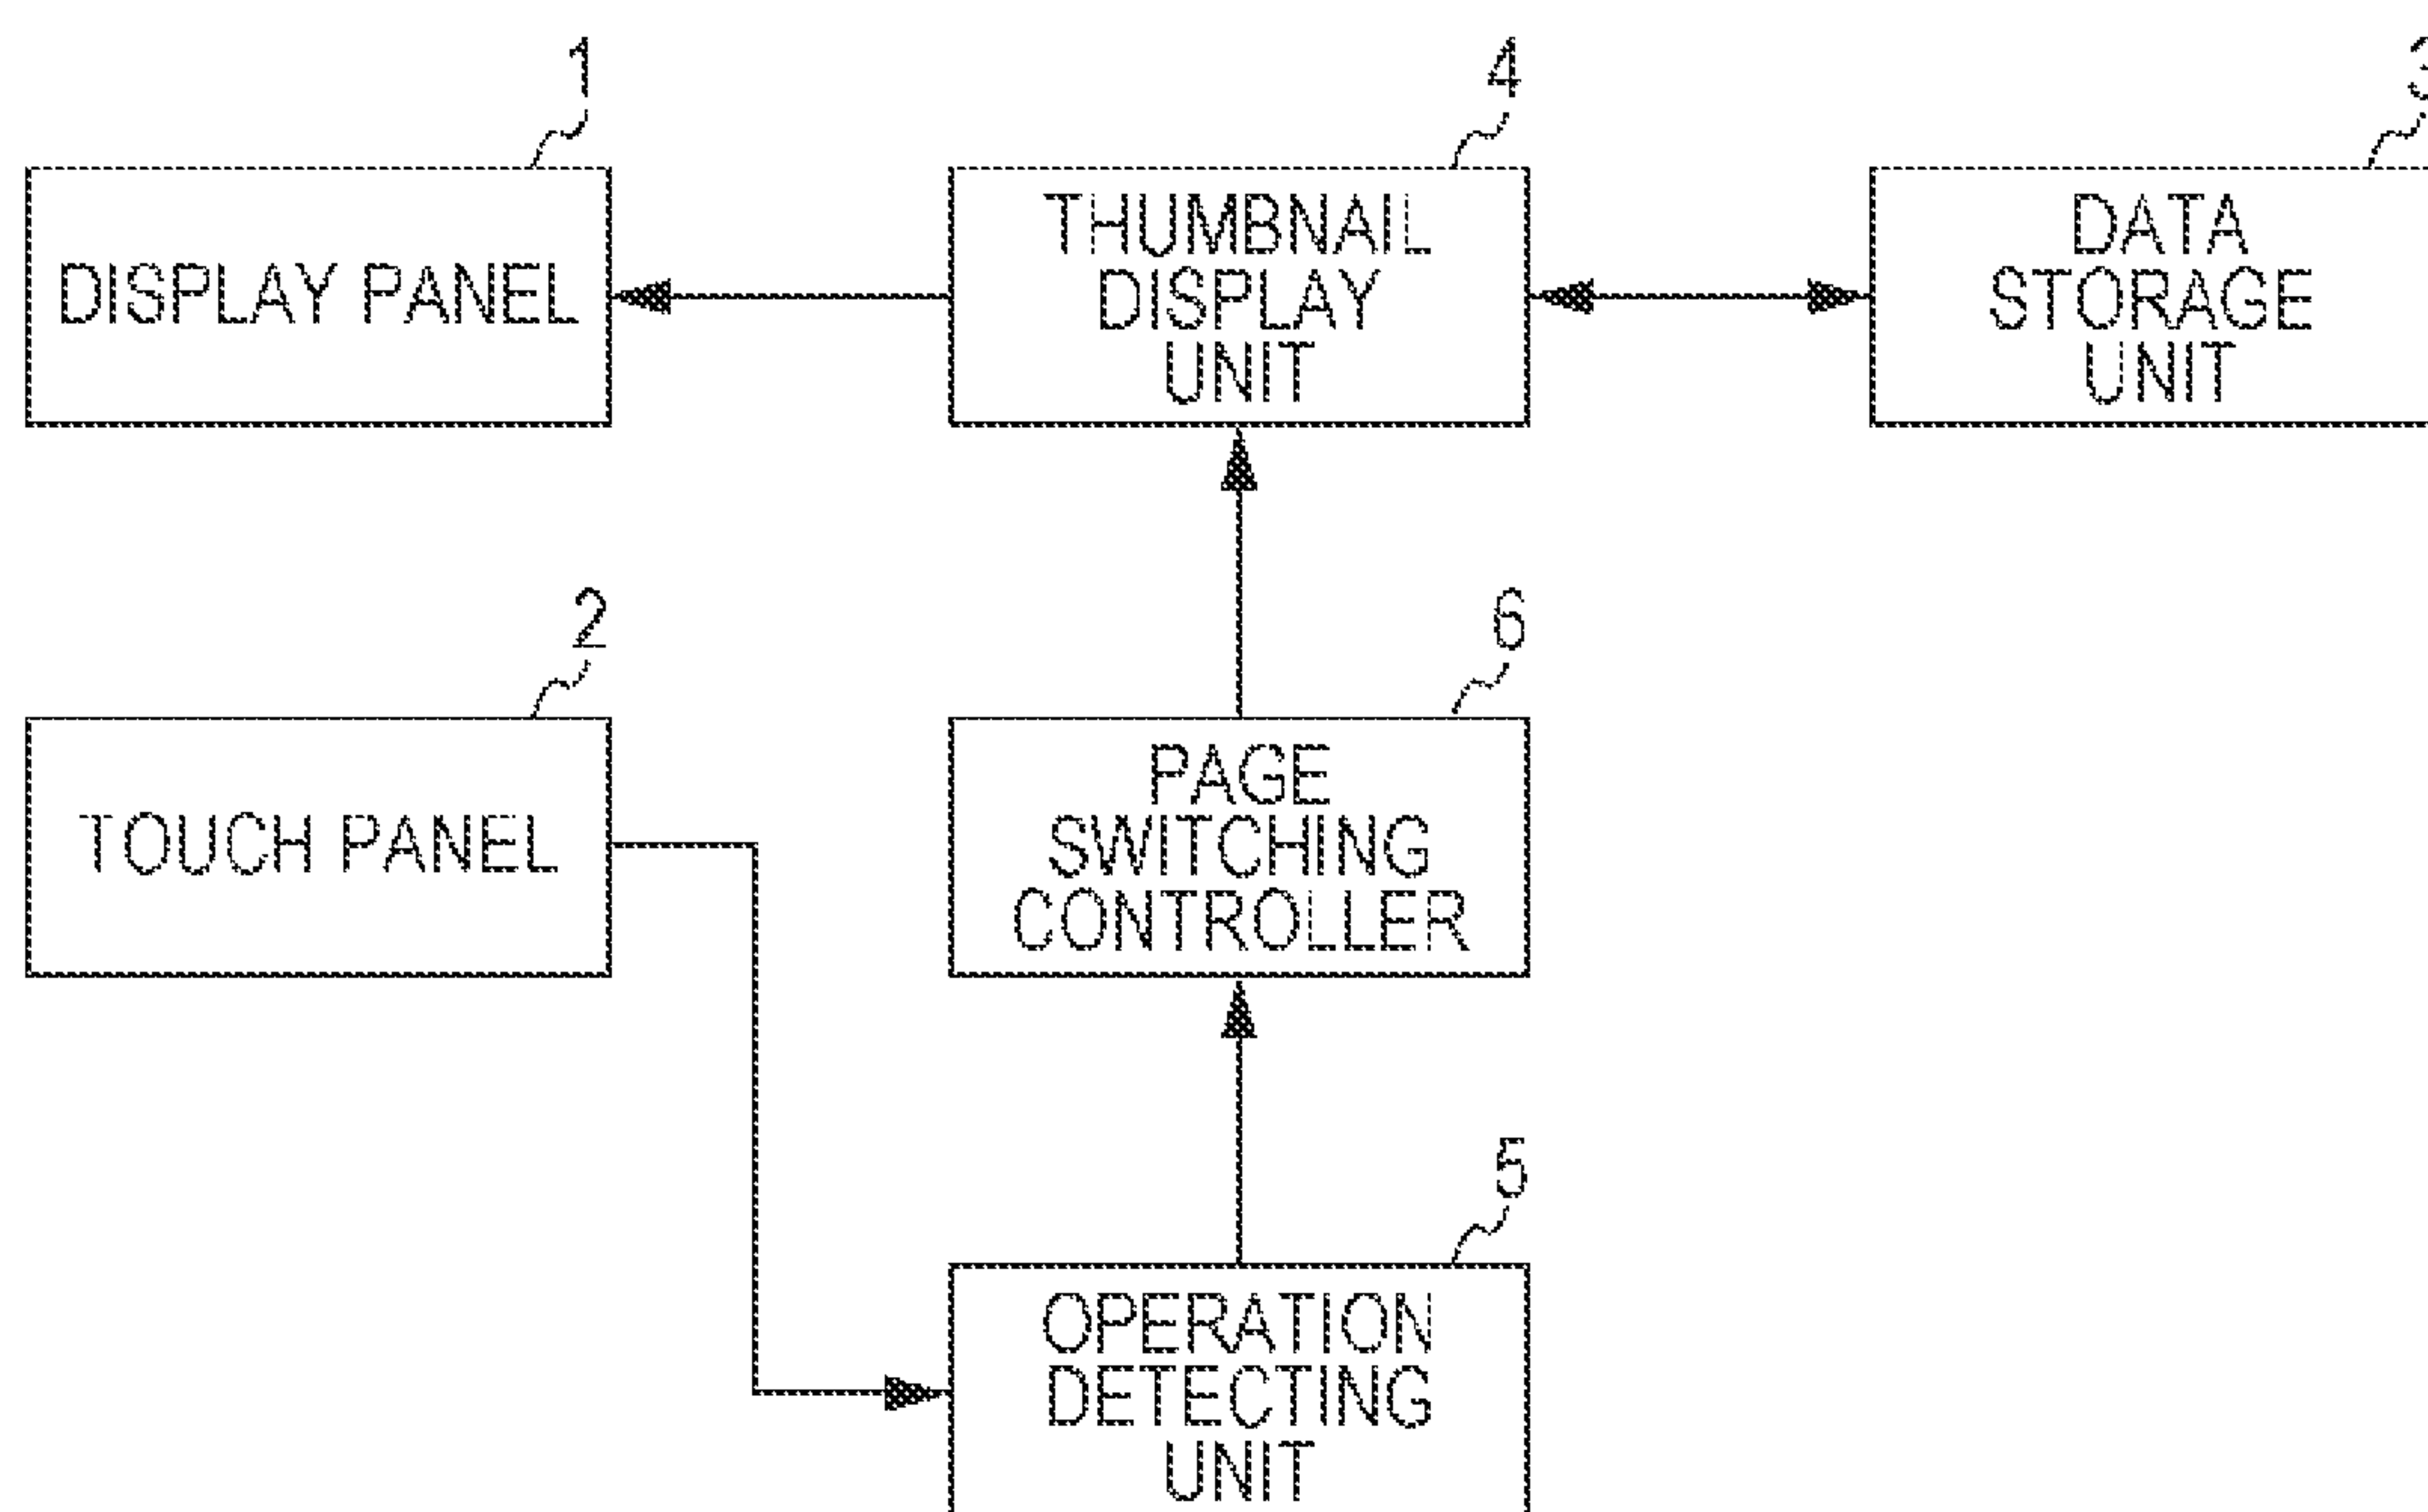 1
4
3
DISPLAY PANEL
THUMBNAIL
DISPLAY
UNIT
DATA
STORAGE
UNIT
2
6
TOUCH PANEL
PAGE
SWITCHING
CONTROLLER
5
OPERATION
DETECTING
UNIT